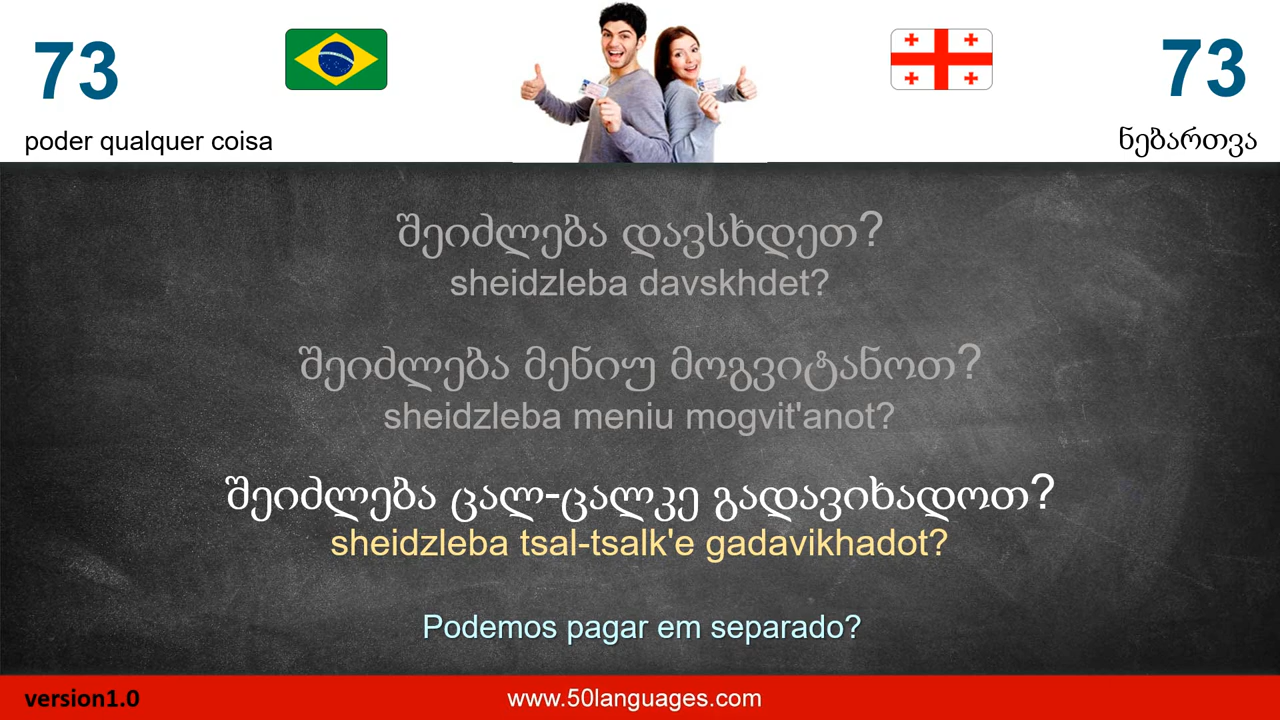 73
73
poder qualquer coisa
ნებართვა
შეიძლება დავსხდეთ?
sheidzleba davskhdet?
შეიძლება მენიუ მოგვიტანოთ?
sheidzleba meniu mogvit'anot?
შეიძლება ცალ-ცალკე გადავიხადოთ?
sheidzleba tsal-tsalk'e gadavikhadot?
Podemos pagar em separado?
version1.0
www.50languages.com